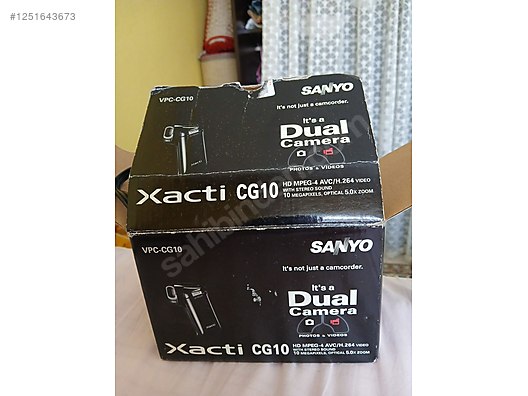 #1251643673
SANYO
VPC-CG10
It's not just a camcorder.
It's a
Dual
Camera
PHOTOS & VIDEOS
Xacti CG10
HD MPEG-4 AVC/H.264 VIDEO
WITH STEREO SOUND
10 MEGAPIXELS, OPTICAL 5.0X ZOOM
SANYO
VPC-CG10
It's not just a camcorder.
It's a
Dual
Camera
PHOTOS & VIDEOS
Xacti CG10
HD MPEG-4 AVC/H.264 VIDEO
WITH STEREO SOUND
10 MEGAPIXELS, OPTICAL 5.0X ZOOM